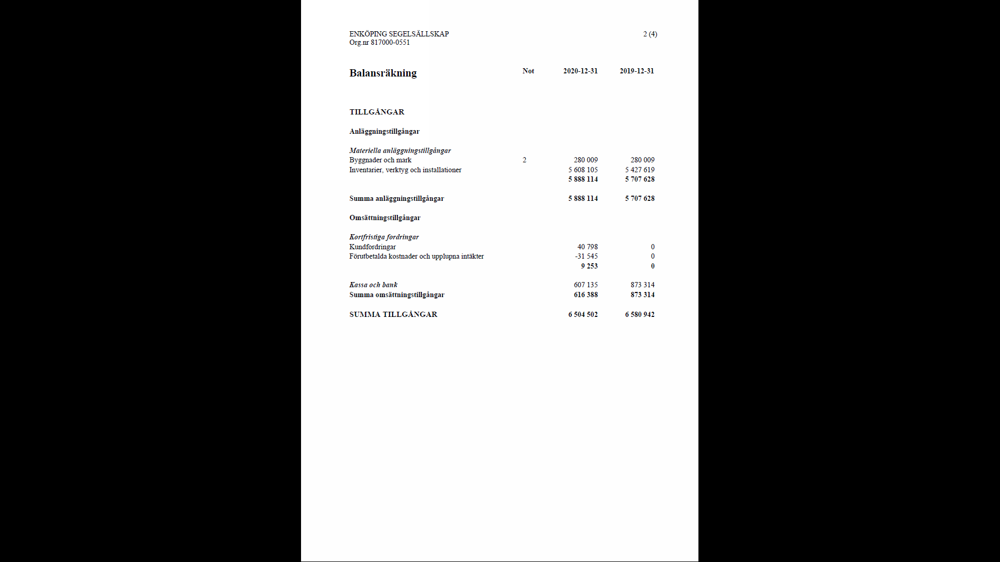 ENKÖPING SEGELSÄLLSKAP 2 (4)
Org.nr 817000-0551
Balansräkning Not 2020-12-31 2019-12-31
TILLGÅNGAR
Anläggningstillgångar
Materiella anläggningstillgångar
Byggnader och mark 2 280 009 280 009
Inventarier, verktyg och installationer 5 608 105 5 427 619
5 888 114 5 707 628
Summa anläggningstillgångar 5 888 114 5 707 628
Omsättningstillgångar
Kortfristiga fordringar
Kundfordringar 40 798 0
Förutbetalda kostnader och upplupna intäkter -31 545 0
9 253 0
Kassa och bank 607 135 873 314
Summa omsättningstillgångar 616 388 873 314
SUMMA TILLGÅNGAR 6 504 502 6 580 942